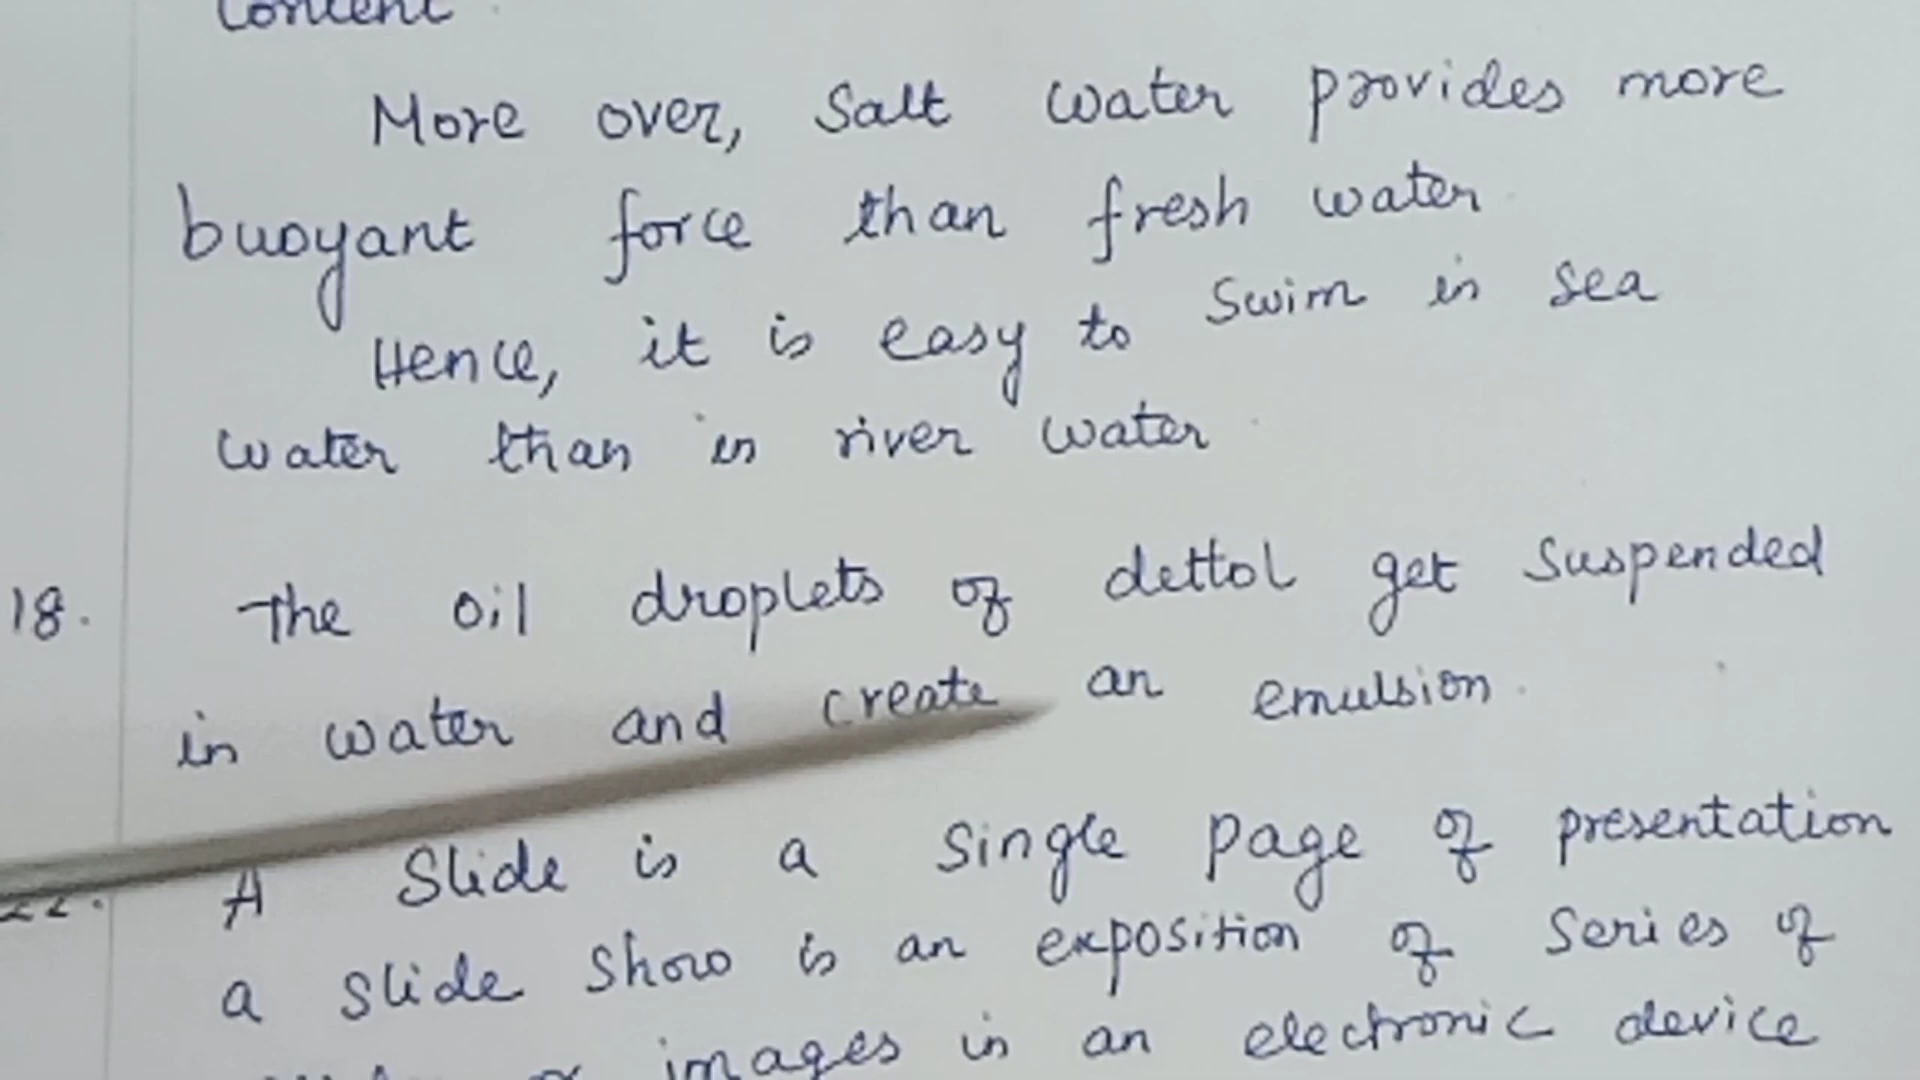 content
More over, Salt water provides more
buoyant force than fresh water
Hence, it is easy to swim in sea
water than in river water
18. The oil droplets of dettol get suspended
in water and create an emulsion.
22. A Slide is a single page of presentation
a slide show is an exposition of series of
images in an electronic device